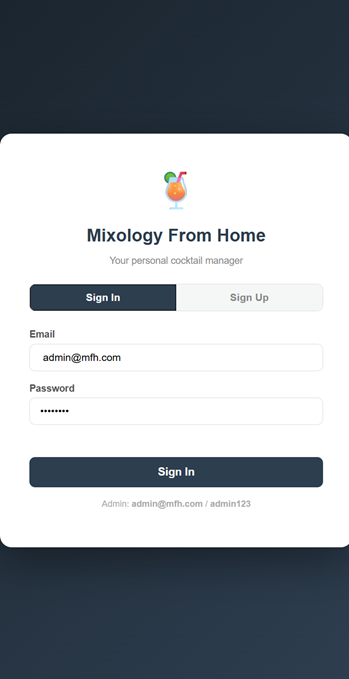 Mixology From Home
Your personal cocktail manager
Sign In
Sign Up
Email
admin@mfh.com
Password
••••••••
Sign In
Admin: admin@mfh.com / admin123